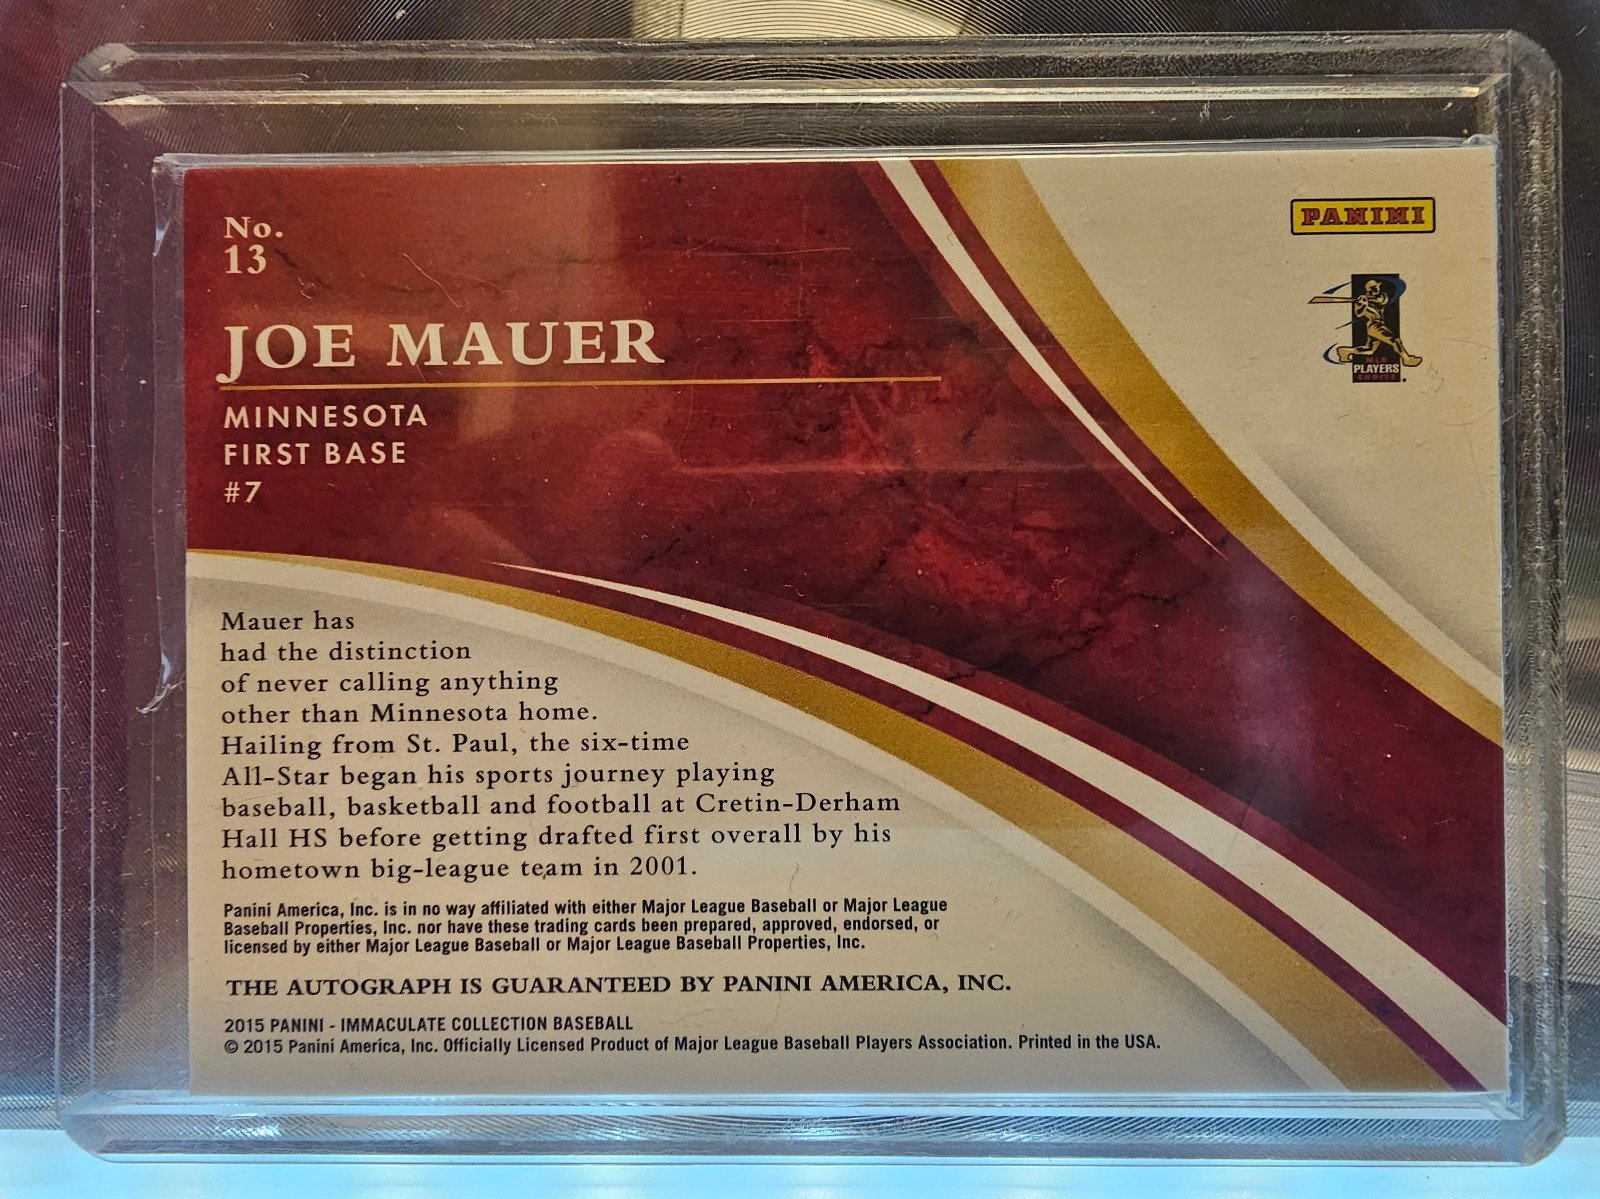 No.
13
JOE MAUER
MINNESOTA
FIRST BASE
#7
PANINI
MLB
PLAYERS
CHOICE
Mauer has
had the distinction
of never calling anything
other than Minnesota home.
Hailing from St. Paul, the six-time
All-Star began his sports journey playing
baseball, basketball and football at Cretin-Derham
Hall HS before getting drafted first overall by his
hometown big-league team in 2001.
Panini America, Inc. is in no way affiliated with either Major League Baseball or Major League
Baseball Properties, Inc. nor have these trading cards been prepared, approved, endorsed, or
licensed by either Major League Baseball or Major League Baseball Properties, Inc.
THE AUTOGRAPH IS GUARANTEED BY PANINI AMERICA, INC.
2015 PANINI - IMMACULATE COLLECTION BASEBALL
© 2015 Panini America, Inc. Officially Licensed Product of Major League Baseball Players Association. Printed in the USA.